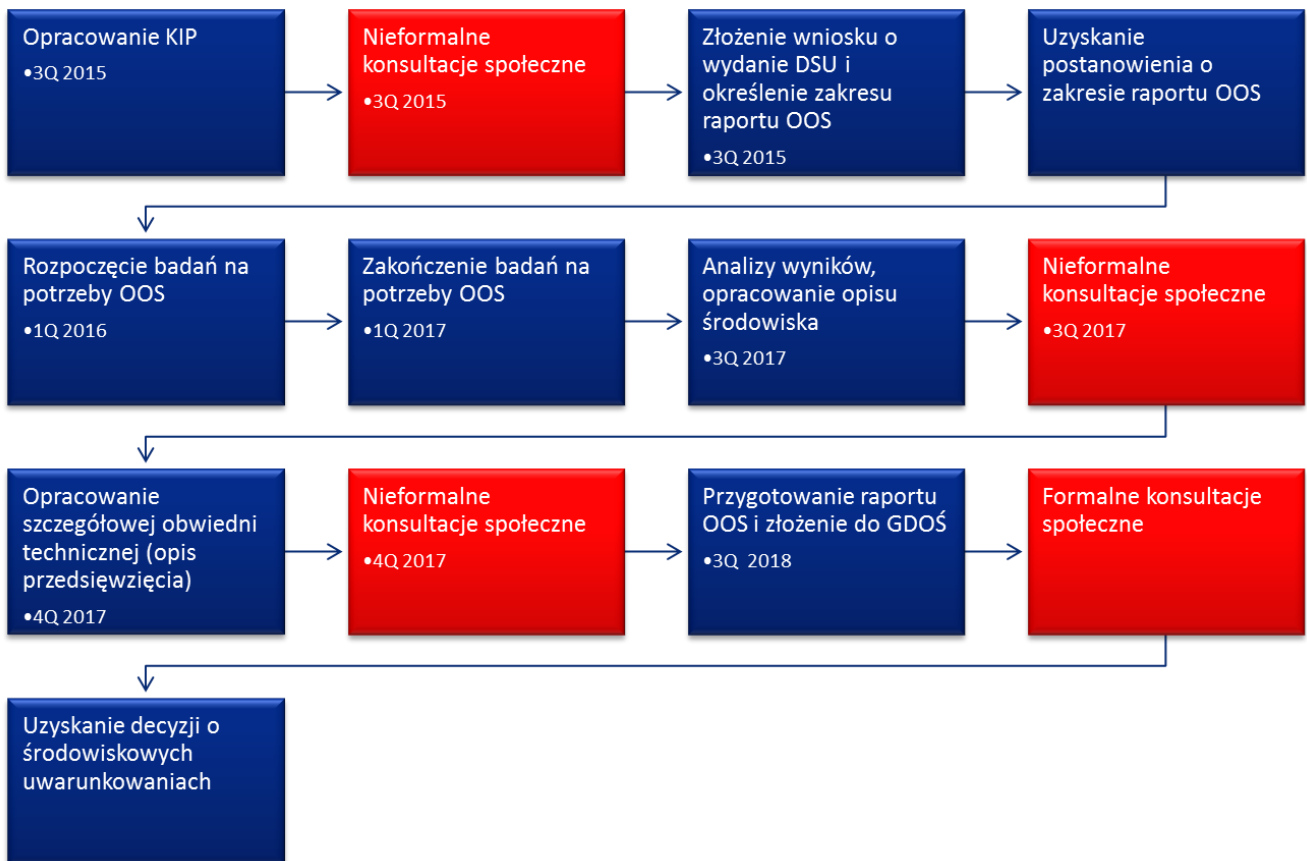 Opracowanie KIP
•3Q 2015
Nieformalne
konsultacje społeczne
•3Q 2015
Złożenie wniosku o
wydanie DSU i
określenie zakresu
raportu OOS
•3Q 2015
Uzyskanie
postanowienia o
zakresie raportu OOS
Rozpoczęcie badań na
potrzeby OOS
•1Q 2016
Zakończenie badań na
potrzeby OOS
•1Q 2017
Analizy wyników,
opracowanie opisu
środowiska
•3Q 2017
Nieformalne
konsultacje społeczne
•3Q 2017
Opracowanie
szczegółowej obwiedni
technicznej (opis
przedsięwzięcia)
•4Q 2017
Nieformalne
konsultacje społeczne
•4Q 2017
Przygotowanie raportu
OOS i złożenie do GDOŚ
•3Q 2018
Formalne konsultacje
społeczne
Uzyskanie decyzji o
środowiskowych
uwarunkowaniach